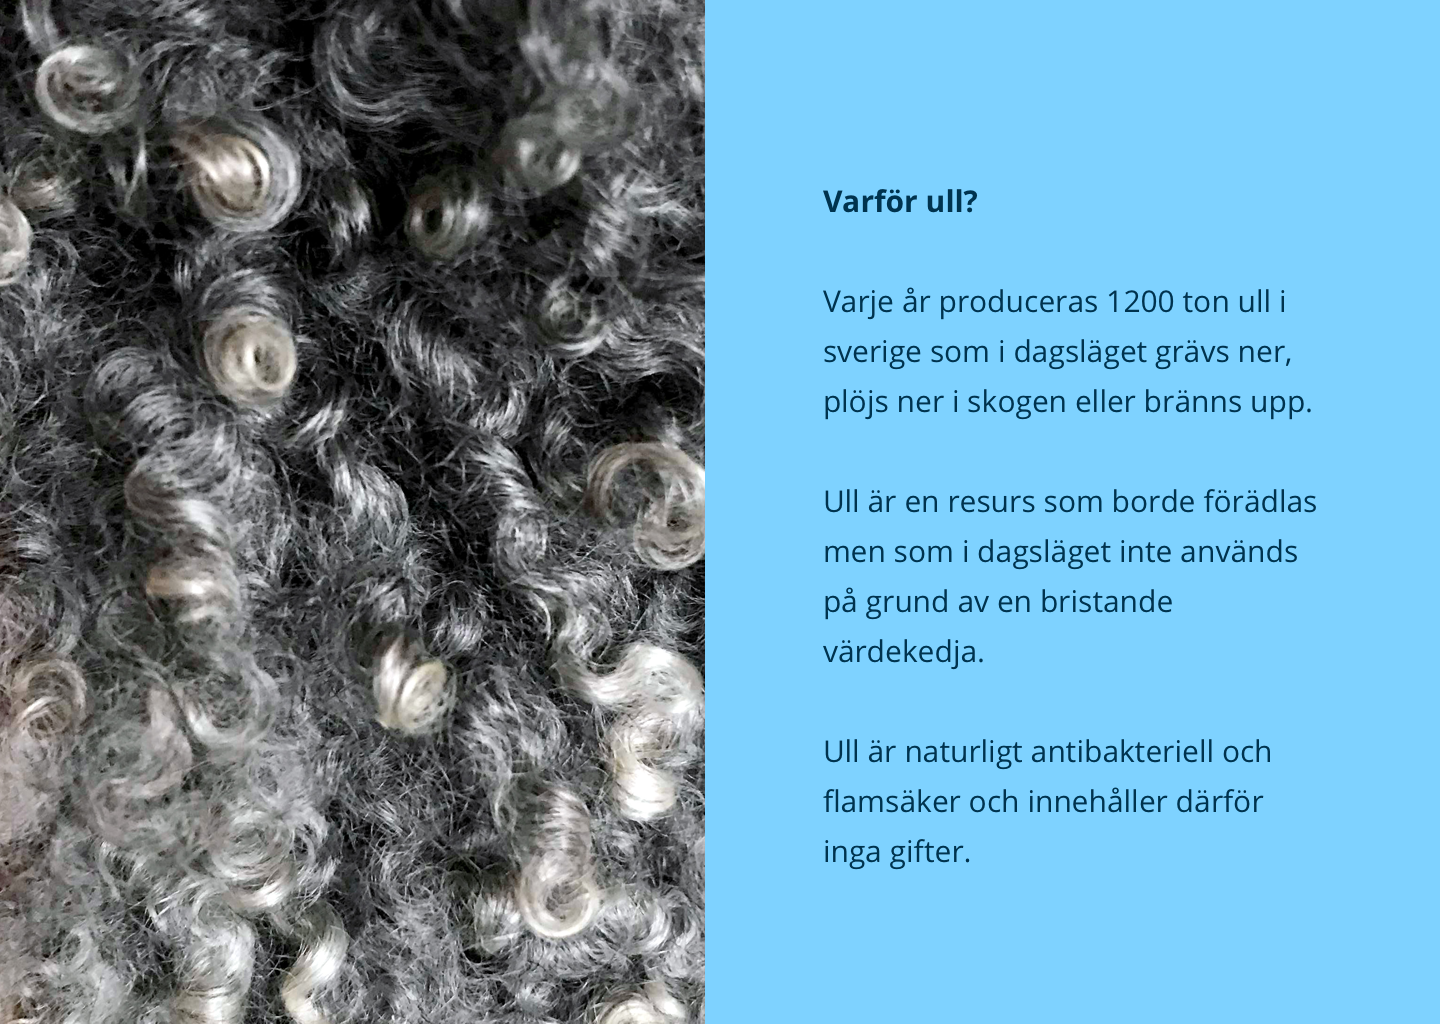 Varför ull?
Varje år produceras 1200 ton ull i
sverige som i dagsläget grävs ner,
plöjs ner i skogen eller bränns upp.
Ull är en resurs som borde förädlas
men som i dagsläget inte används
på grund av en bristande
värdekedja.
Ull är naturligt antibakteriell och
flamsäker och innehåller därför
inga gifter.